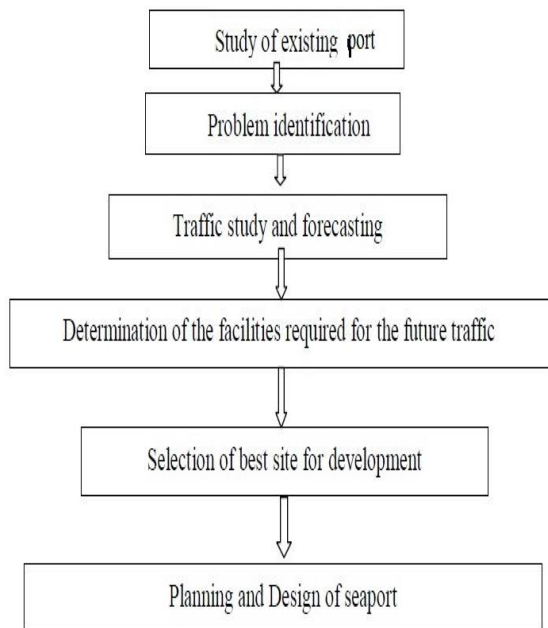 Study of existing port
Problem identification
Traffic study and forecasting
Determination of the facilities required for the future traffic
Selection of best site for development
Planning and Design of seaport